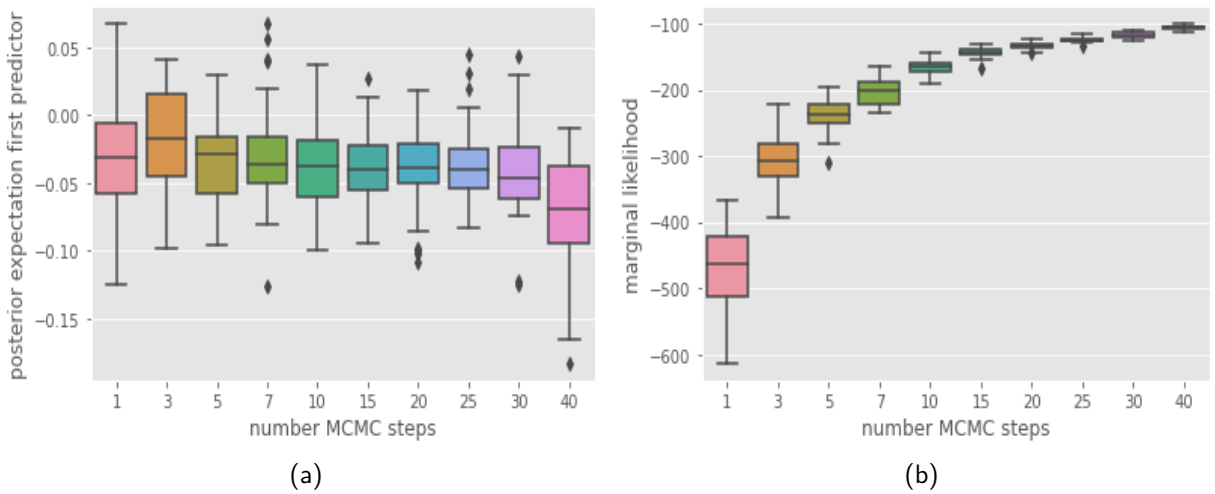 posterior expectation first predictor
0.05
0.00
−0.05
−0.10
−0.15
1 3 5 7 10 15 20 25 30 40
number MCMC steps
(a)
marginal likelihood
−100
−200
−300
−400
−500
−600
1 3 5 7 10 15 20 25 30 40
number MCMC steps
(b)